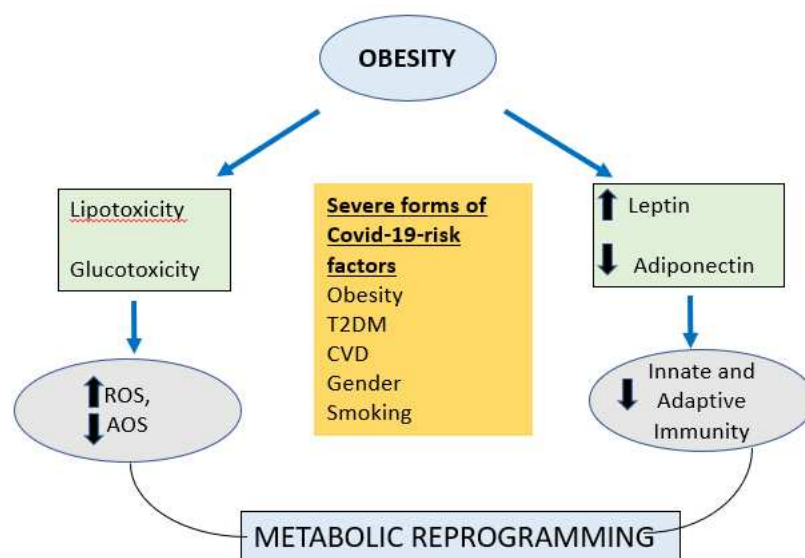 OBESITY
Lipotoxicity
Glucotoxicity
Severe forms of
Covid-19-risk
factors
Obesity
T2DM
CVD
Gender
Smoking
Leptin
Adiponectin
ROS,
AOS
Innate and
Adaptive
Immunity
METABOLIC REPROGRAMMING